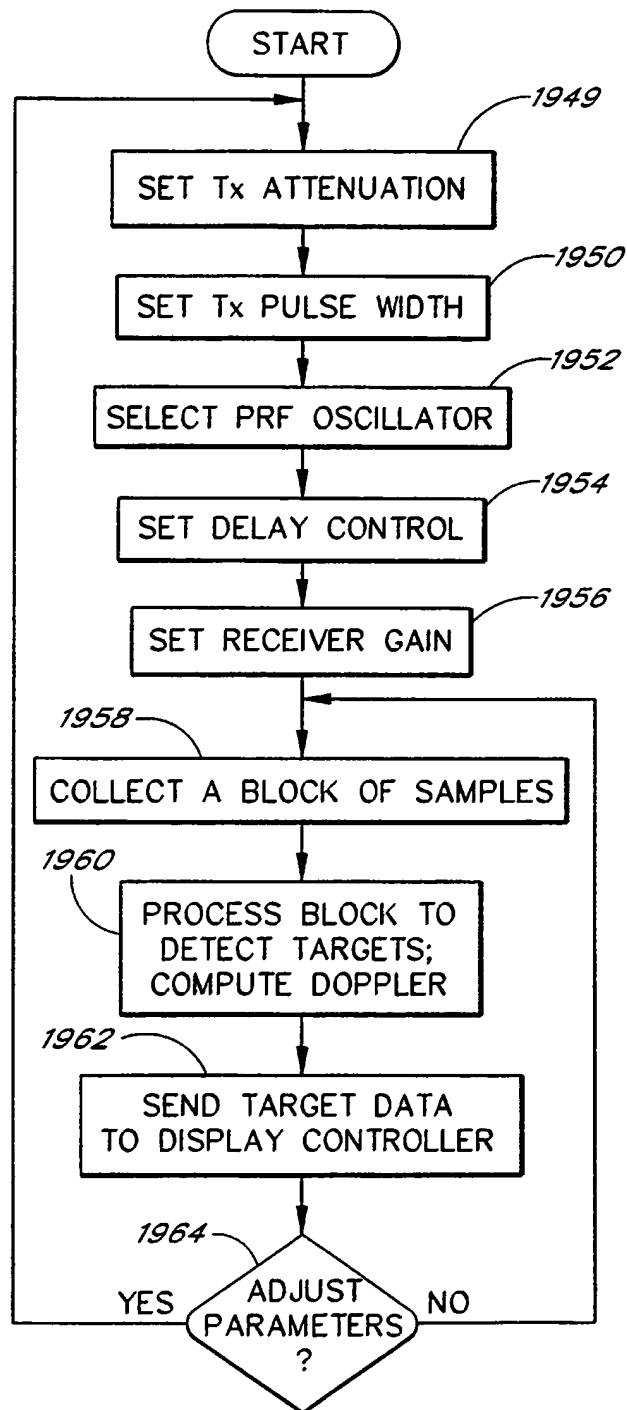 START
1949
SET Tx ATTENUATION
1950
SET Tx PULSE WIDTH
1952
SELECT PRF OSCILLATOR
1954
SET DELAY CONTROL
1956
SET RECEIVER GAIN
1958
COLLECT A BLOCK OF SAMPLES
1960
PROCESS BLOCK TO
DETECT TARGETS;
COMPUTE DOPPLER
1962
SEND TARGET DATA
TO DISPLAY CONTROLLER
1964
YES
ADJUST
PARAMETERS
?
NO